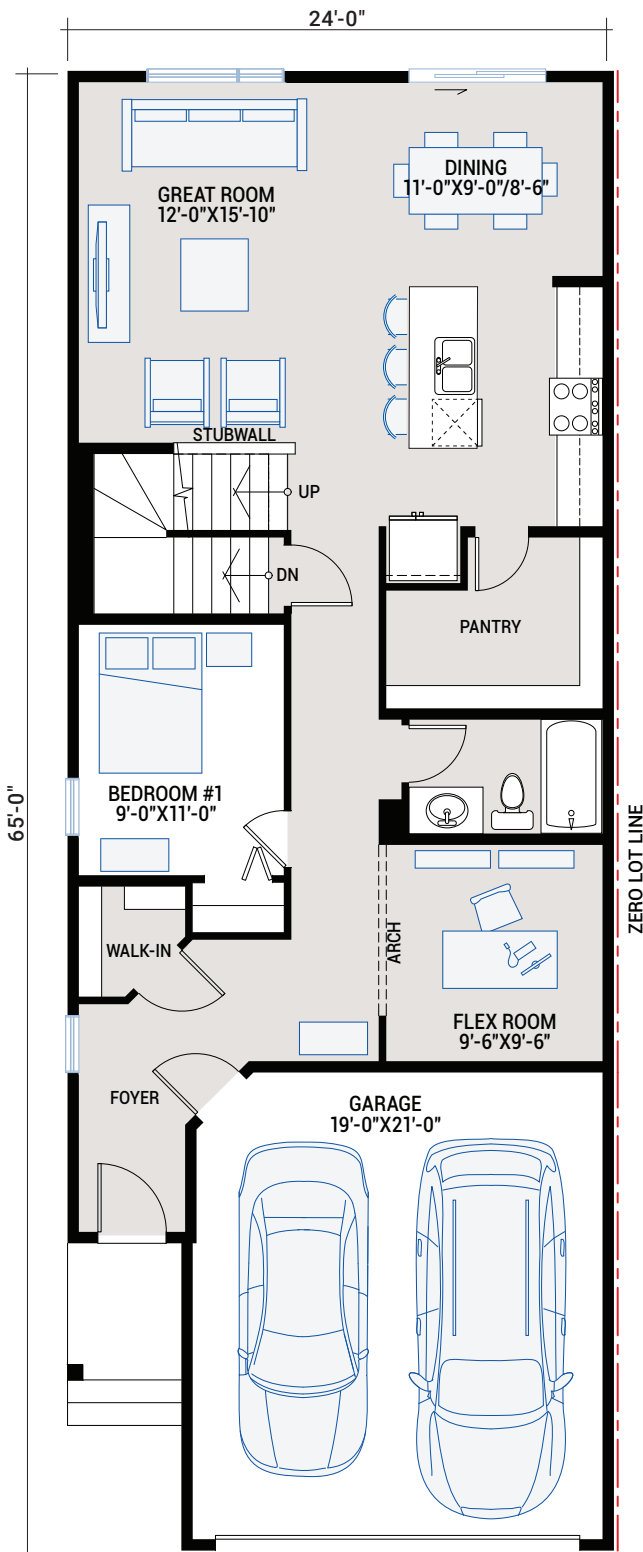 24'-0"
GREAT ROOM
12'-0"X15'-10"
DINING
11'-0"X9'-0"/8'-6"
STUBWALL
UP
DN
PANTRY
BEDROOM #1
9'-0"X11'-0"
65'-0"
ZERO LOT LINE
WALK-IN
ARCH
FLEX ROOM
9'-6"X9'-6"
FOYER
GARAGE
19'-0"X21'-0"